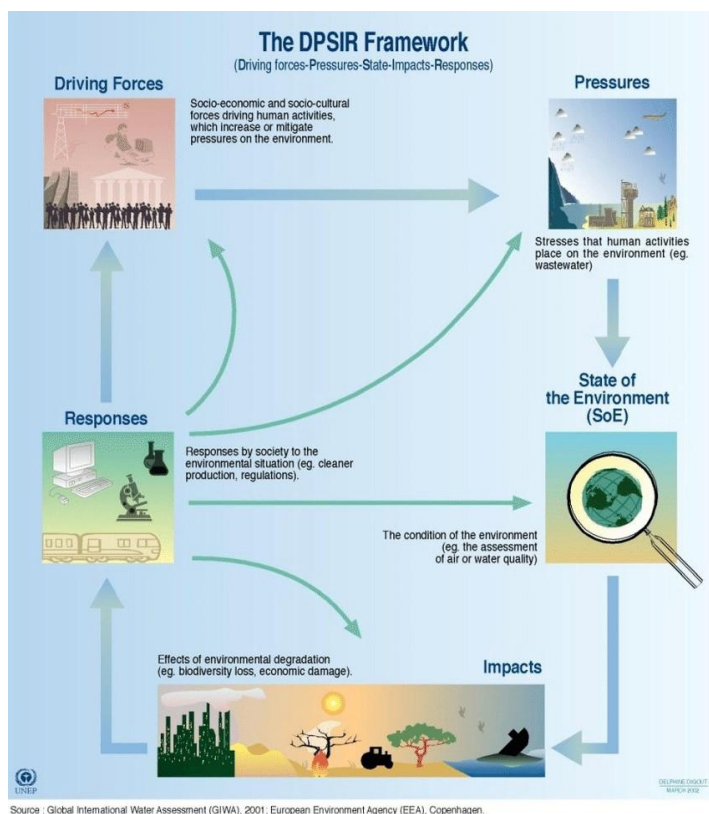 The DPSIR Framework
(Driving forces-Pressures-State-Impacts-Responses)
Driving Forces
Socio-economic and socio-cultural
forces driving human activities,
which increase or mitigate
pressures on the environment.
Pressures
Stresses that human activities
place on the environment (eg.
wastewater)
State of
the Environment
(SoE)
Responses
Responses by society to the
environmental situation (eg. cleaner
production, regulations).
The condition of the environment
(eg. the assessment
of air or water quality)
Effects of environmental degradation
(eg. biodiversity loss, economic damage).
Impacts
UNEP
DELPHINE DIGOUT
MARCH 2002
Source : Global International Water Assessment (GIWA), 2001; European Environment Agency (EEA), Copenhagen.